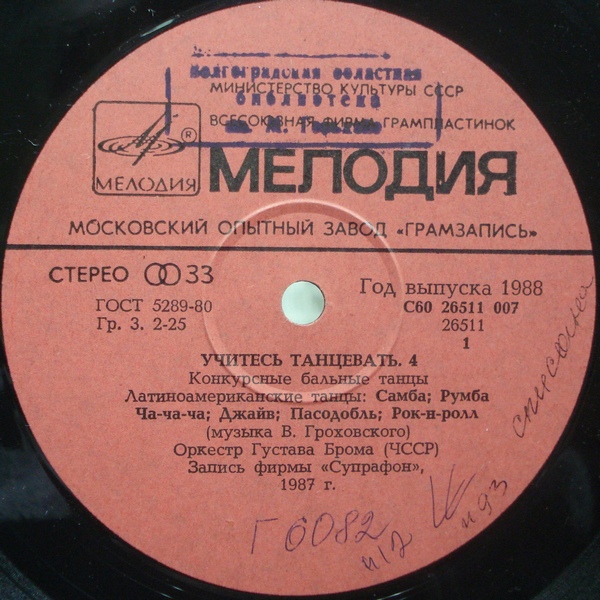 Волгоградская областная
МИНИСТЕРСТВО КУЛЬТУРЫ СССР
библиотека
ВСЕСОЮЗНАЯ ФИРМА ГРАМПЛАСТИНОК
им. М. Горького
® МЕЛОДИЯ
МЕЛОДИЯ
МОСКОВСКИЙ ОПЫТНЫЙ ЗАВОД «ГРАМЗАПИСЬ»
СТЕРЕО 33
Год выпуска 1988
ГОСТ 5289-80
С60 26511 007
Гр. 3. 2-25
26511
1
УЧИТЕСЬ ТАНЦЕВАТЬ. 4
Конкурсные бальные танцы
Латиноамериканские танцы: Самба; Румба
Ча-ча-ча; Джайв; Пасодобль; Рок-н-ролл
(музыка В. Гроховского)
Оркестр Густава Брома (ЧССР)
Запись фирмы «Супрафон»,
1987 г.
Г 6082